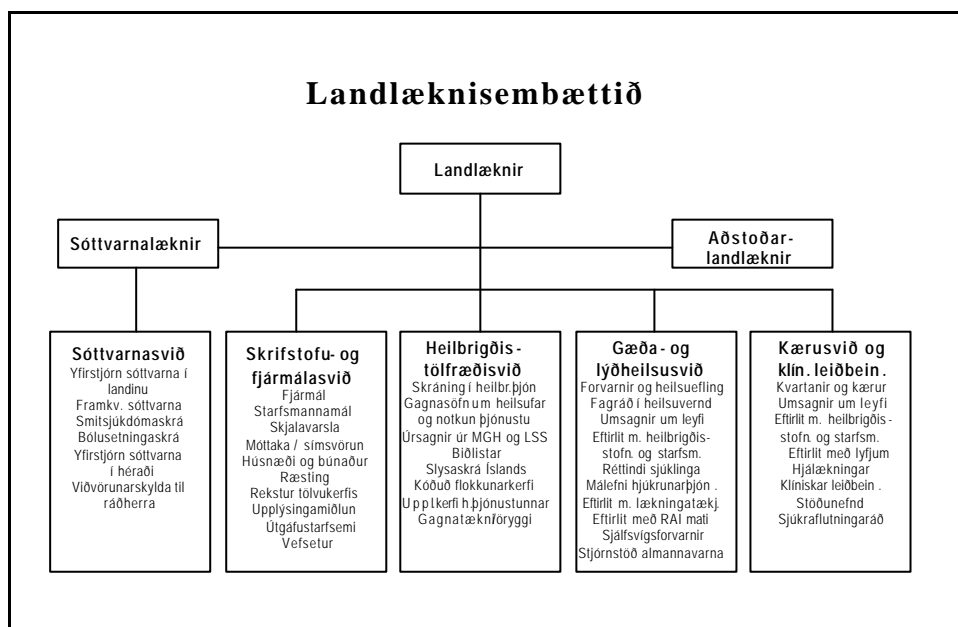 Landlæknisembættið
Landlæknir
Sóttvarnalæknir
Aðstoðar-
landlæknir
Sóttvarnasvið
Yfirstjórn sóttvarna í
landinu
Framkv. sóttvarna
Smitsjúkdómaskrá
Bólusetningaskrá
Yfirstjórn sóttvarna
í héraði
Viðvörunarskylda til
ráðherra
Skrifstofu- og
fjármálasvið
Fjármál
Starfsmannamál
Skjalavarsla
Móttaka / símsvörun
Húsnæði og búnaður
Ræsting
Rekstur tölvukerfis
Upplýsingamiðlun
Útgáfustarfsemi
Vefsetur
Heilbrigðis-
tölfræðisvið
Skráning í heilbr.þjón
Gagnasöfn um heilsufar
og notkun þjónustu
Úrsagnir úr MGH og LSS
Biðlistar
Slysaskrá Íslands
Kóðuð flokkunarkerfi
Uppl.kerfi h.þjónustunnar
Gagnatækni/öryggi
Gæða- og
lýðheilsusvið
Forvarnir og heilsuefling
Fagráð í heilsuvernd
Umsagnir um leyfi
Eftirlit m. heilbrigðis-
stofn. og starfsm.
Réttindi sjúklinga
Málefni hjúkrunarþjón.
Eftirlit m. lækningatækj.
Eftirlit með RAI mati
Sjálfsvígsforvarnir
Stjórnstöð almannavarna
Kærusvið og
klín. leiðbein.
Kvartanir og kærur
Umsagnir um leyfi
Eftirlit m. heilbrigðis-
stofn. og starfsm.
Eftirlit með lyfjum
Hjálækningar
Klíniskar leiðbein.
Stöðunefnd
Sjúkraflutningaráð